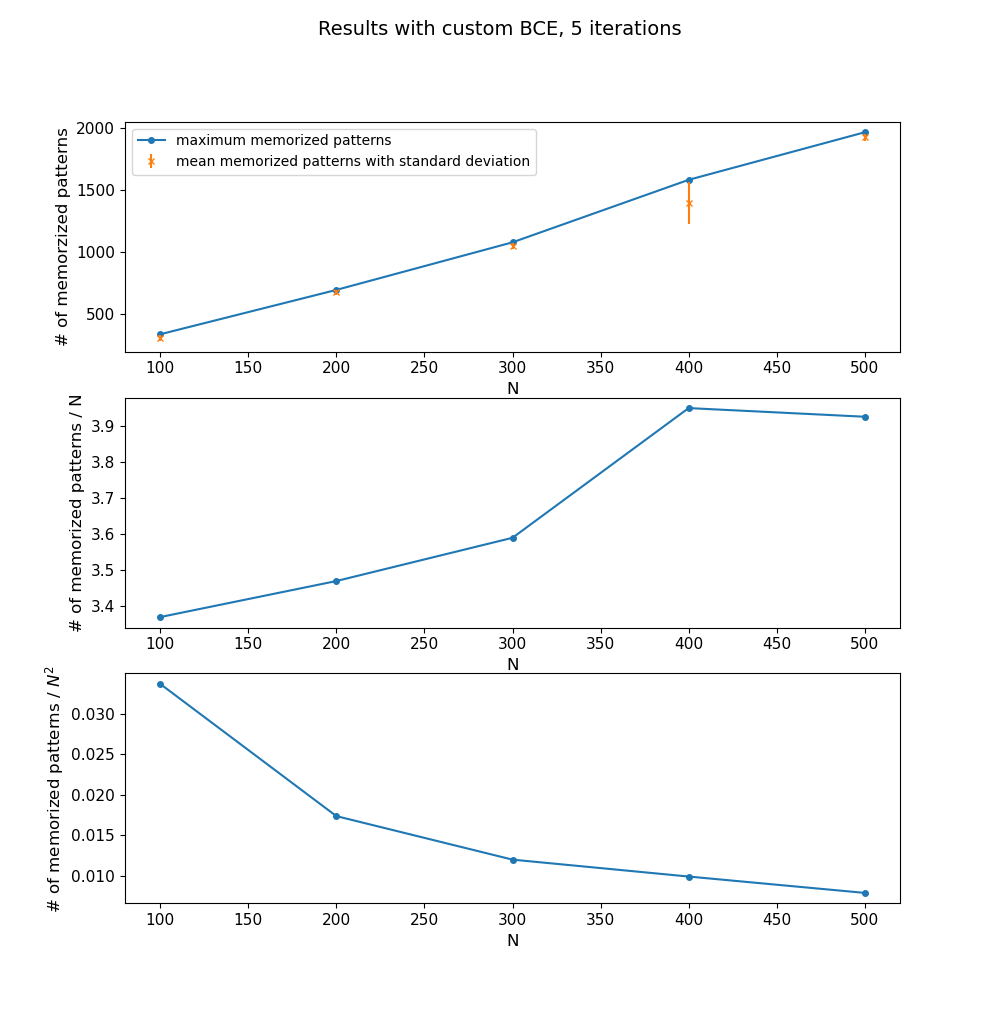 Results with custom BCE, 5 iterations
maximum memorized patterns
mean memorized patterns with standard deviation
# of memorzized patterns
2000
1500
1000
500
100 150 200 250 300 350 400 450 500
N
# of memorized patterns / N
3.9
3.8
3.7
3.6
3.5
3.4
100 150 200 250 300 350 400 450 500
N
# of memorized patterns / N²
0.030
0.025
0.020
0.015
0.010
100 150 200 250 300 350 400 450 500
N